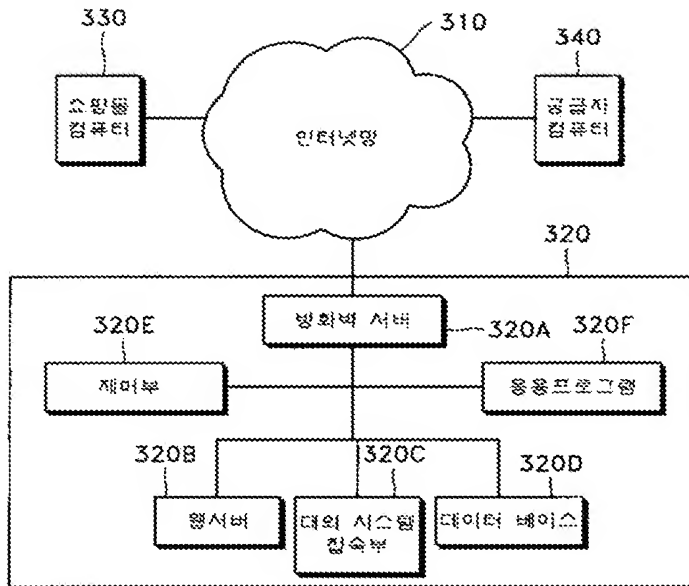 330
310
340
쇼핑몰
컴퓨터
인터넷망
공급자
컴퓨터
320
방화벽 서버
320A
320E
320F
제어부
응용프로그램
320B
320C
320D
웹서버
대외 시스템
접속부
데이터 베이스